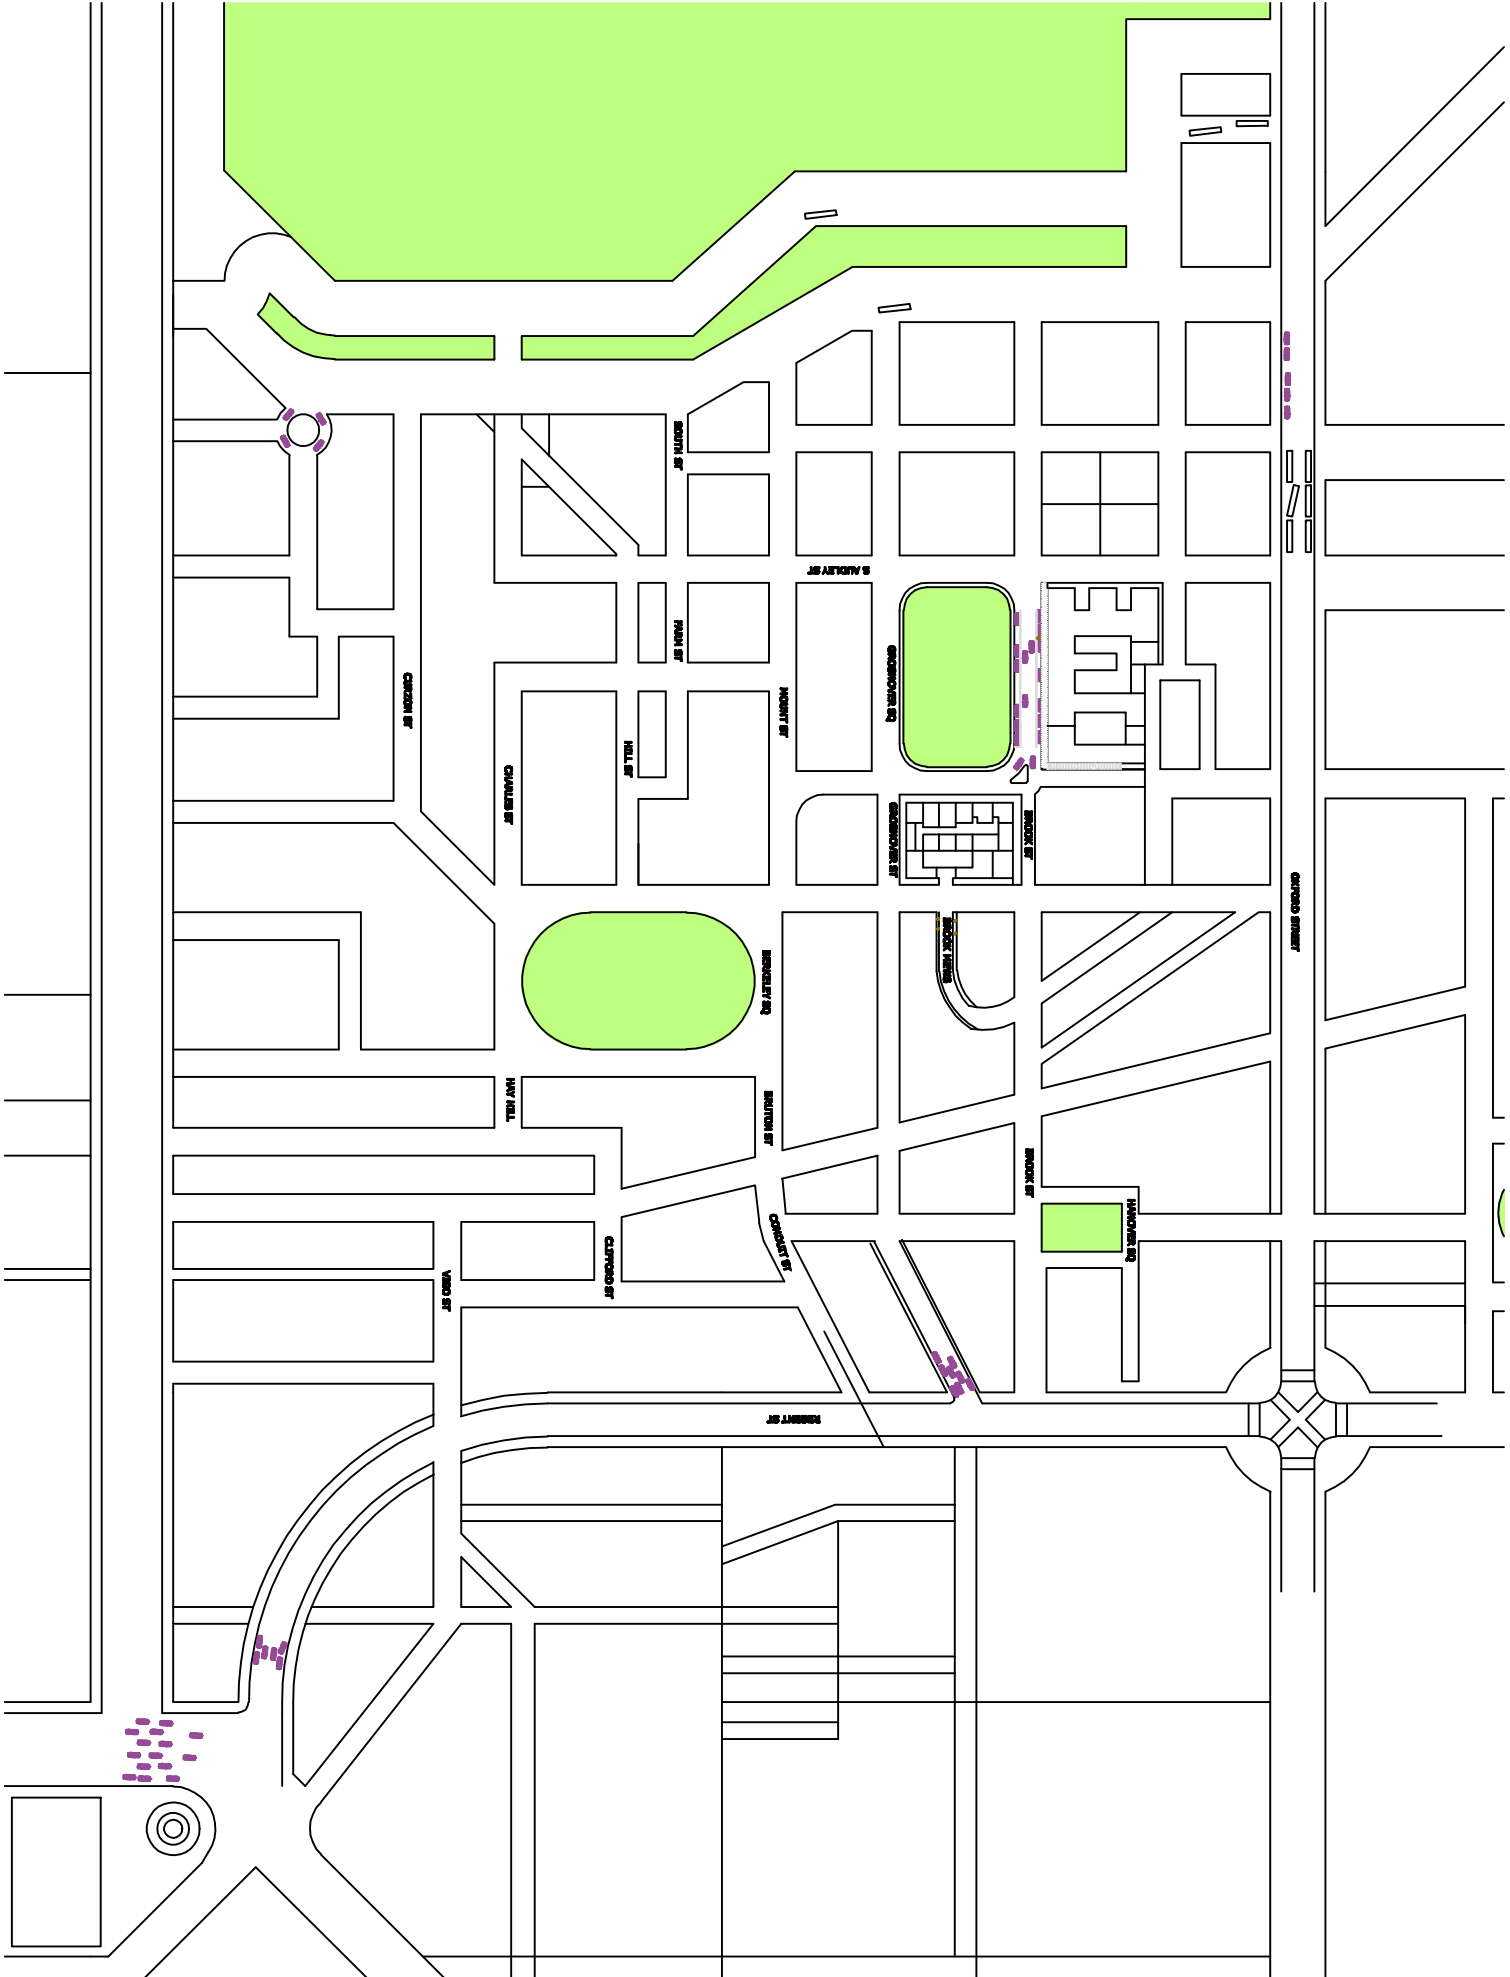 SOUTH ST
S AUDLEY ST
FARM ST
GROSVENOR SQ
CURZON ST
MOUNT ST
HILL ST
CHARLES ST
GROSVENOR ST
BROOK ST
OXFORD STREET
BROOK MEWS
BERKELEY SQ
HAY HILL
BRUTON ST
BROOK ST
HANOVER SQ
CONDUIT ST
CLIFFORD ST
VIGO ST
REGENT ST